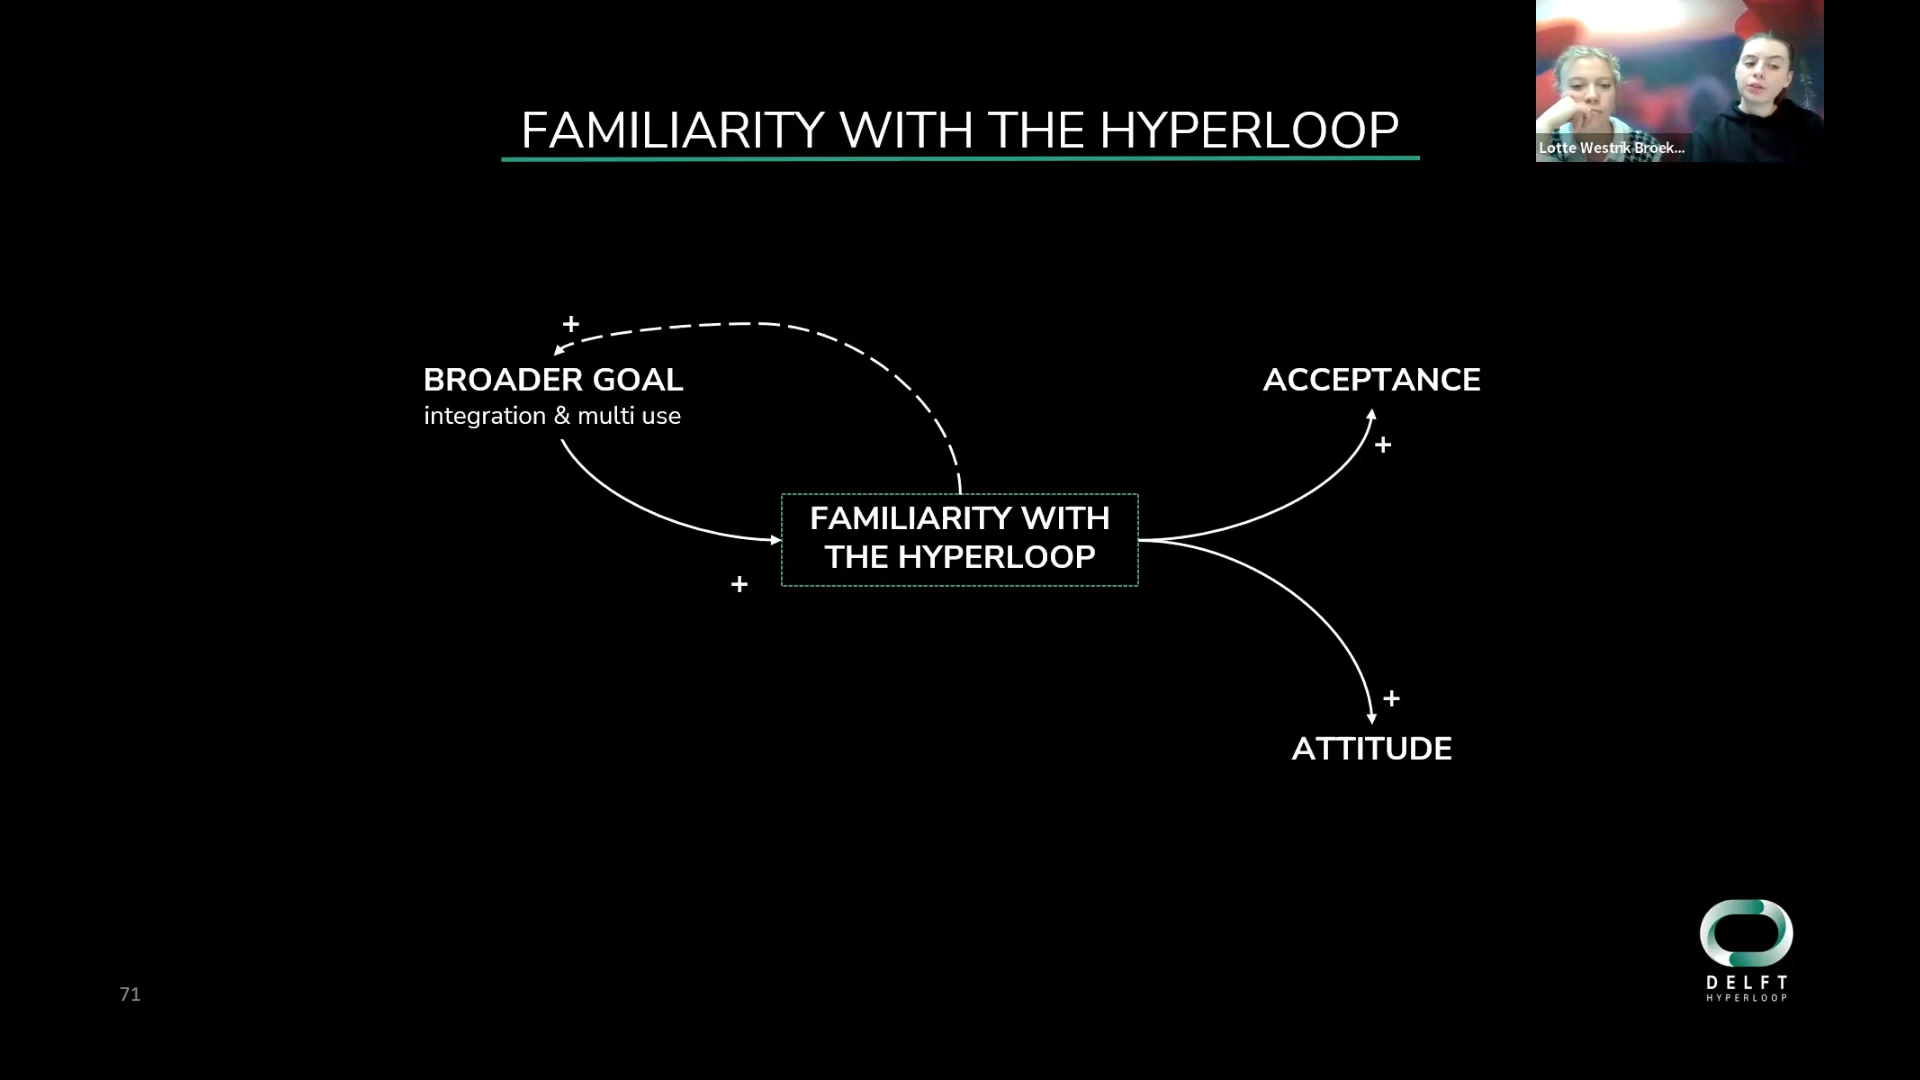 FAMILIARITY WITH THE HYPERLOOP
Lotte Westrik Broek...
+
BROADER GOAL
integration & multi use
ACCEPTANCE
+
FAMILIARITY WITH
THE HYPERLOOP
+
+
ATTITUDE
71
DELFT
HYPERLOOP